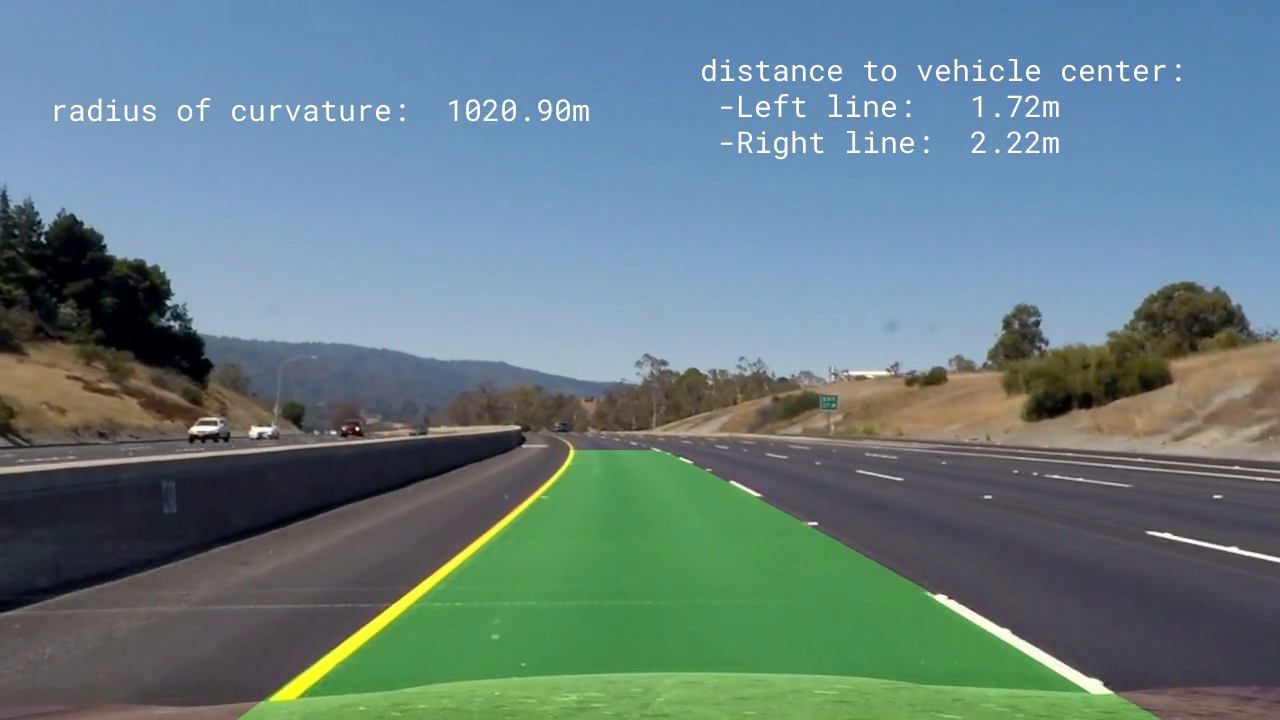 radius of curvature: 1020.90m
distance to vehicle center:
-Left line: 1.72m
-Right line: 2.22m